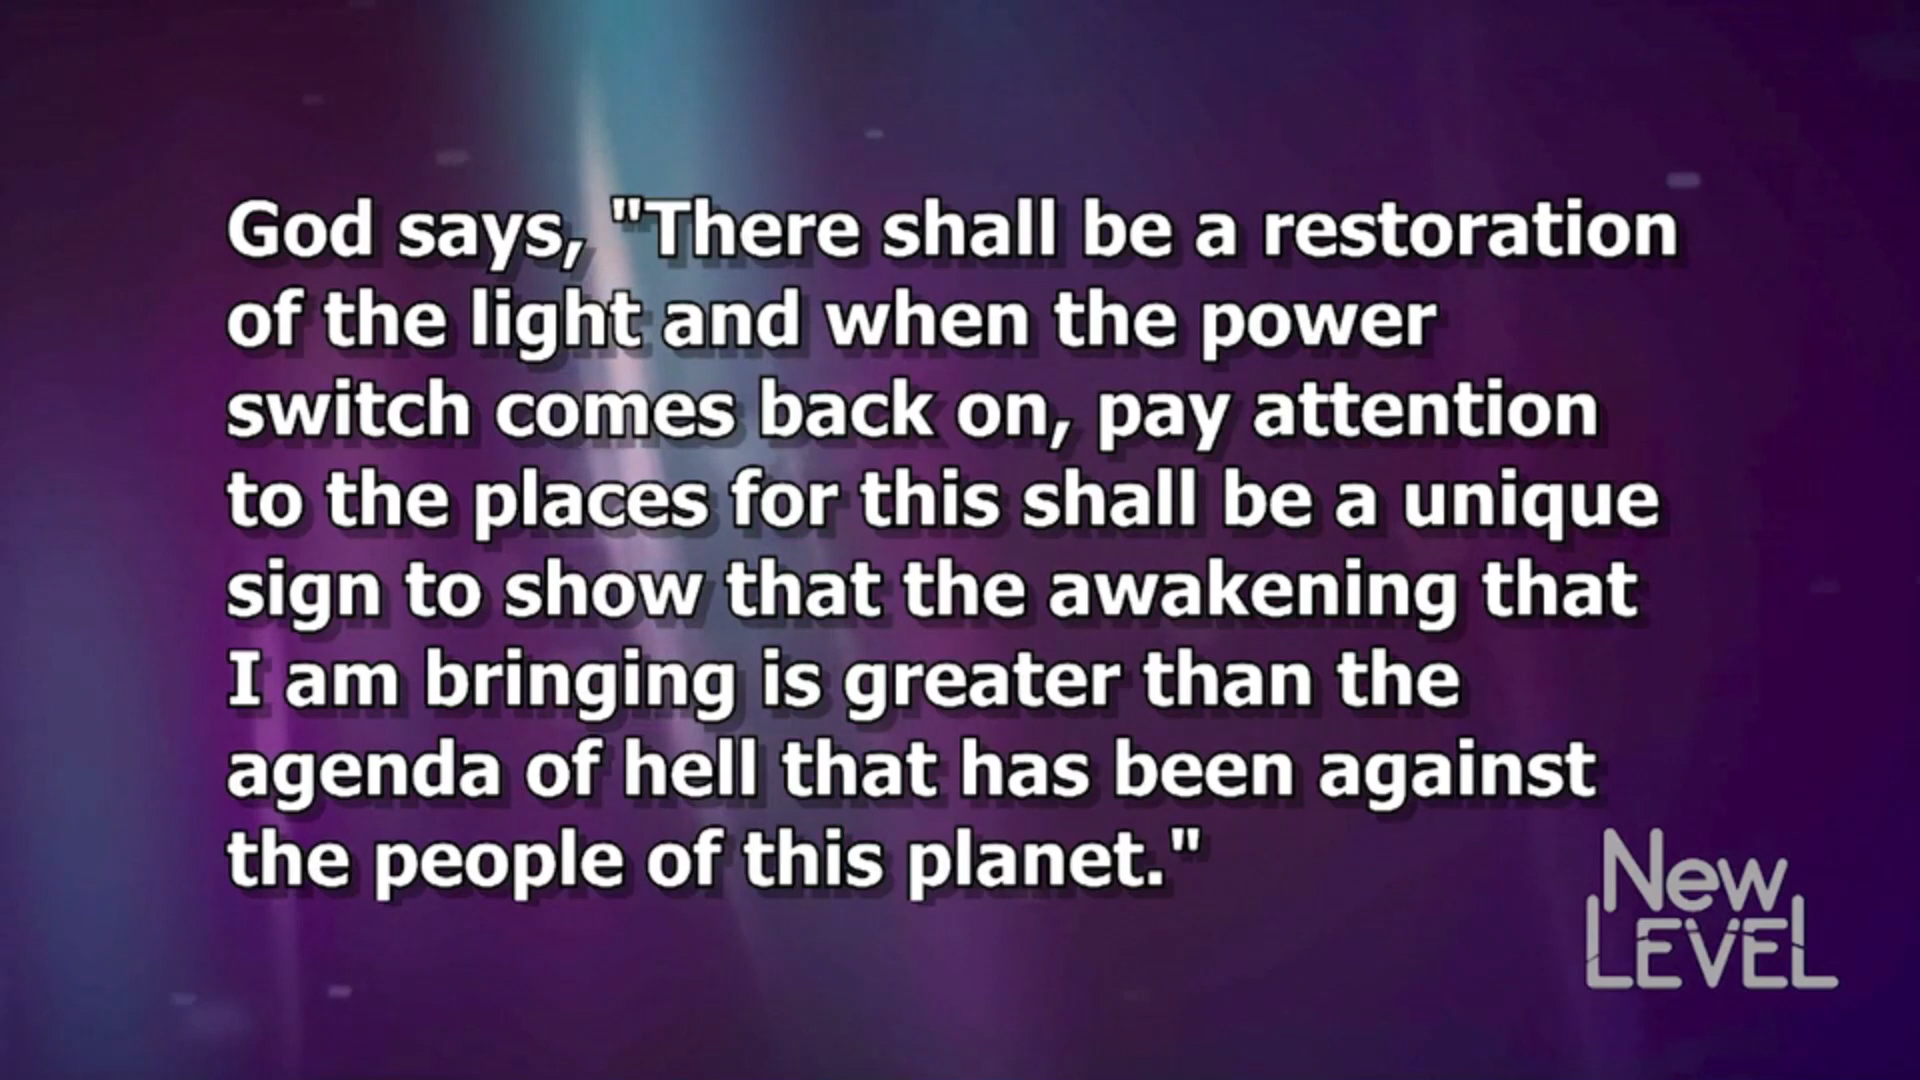 God says, "There shall be a restoration
of the light and when the power
switch comes back on, pay attention
to the places for this shall be a unique
sign to show that the awakening that
I am bringing is greater than the
agenda of hell that has been against
the people of this planet."
New
LEVEL